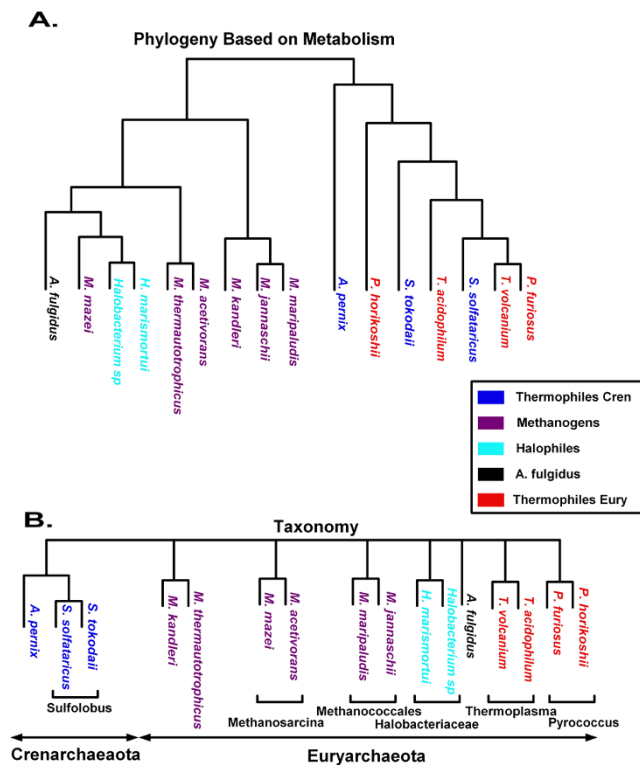 A.
Phylogeny Based on Metabolism
A. fulgidus
M. mazei
Halobacterium sp
H. marismortui
M. thermautotrophicus
M. acetivorans
M. kandleri
M. jannaschii
M. maripaludis
A. pernix
P. horikoshii
S. tokodaii
T. acidophilum
S. solfataricus
T. volcanium
P. furiosus
Thermophiles Cren
Methanogens
Halophiles
A. fulgidus
Thermophiles Eury
B.
Taxonomy
A. pernix
S. solfataricus
S. tokodaii
M. kandleri
M. thermautotrophicus
M. mazei
M. acetivorans
M. maripaludis
M. jannaschii
H. marismortui
Halobacterium sp
A. fulgidus
T. volcanium
T. acidophilum
P. furiosus
P. horikoshii
Sulfolobus
Methanosarcina
Methanococcales
Halobacteriaceae
Thermoplasma
Pyrococcus
Crenarchaeaota
Euryarchaeota